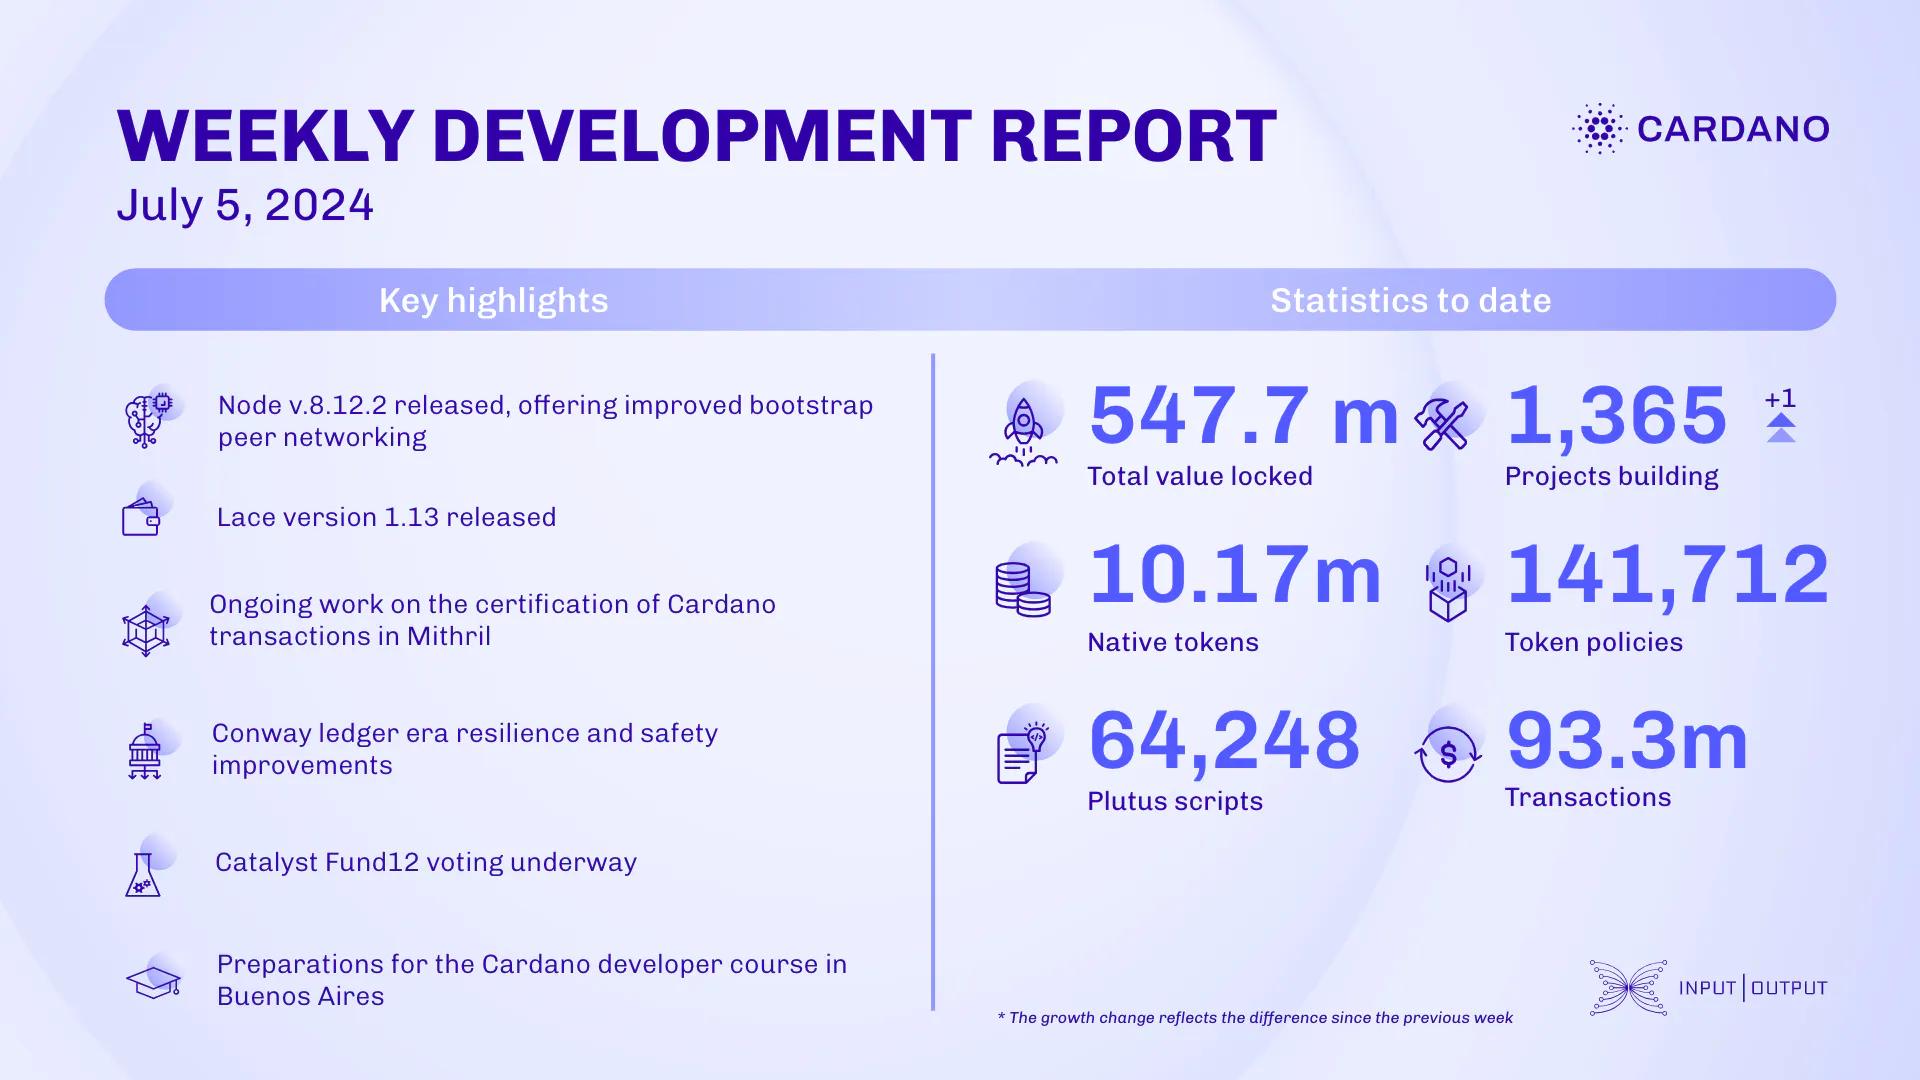 WEEKLY DEVELOPMENT REPORT
CARDANO
July 5, 2024
Key highlights
Statistics to date
Node v.8.12.2 released, offering improved bootstrap
peer networking
Lace version 1.13 released
Ongoing work on the certification of Cardano
transactions in Mithril
Conway ledger era resilience and safety
improvements
Catalyst Fund12 voting underway
Preparations for the Cardano developer course in
Buenos Aires
547.7 m
Total value locked
1,365
+1
Projects building
10.17m
Native tokens
141,712
Token policies
64,248
Plutus scripts
$
93.3m
Transactions
* The growth change reflects the difference since the previous week
INPUT | OUTPUT